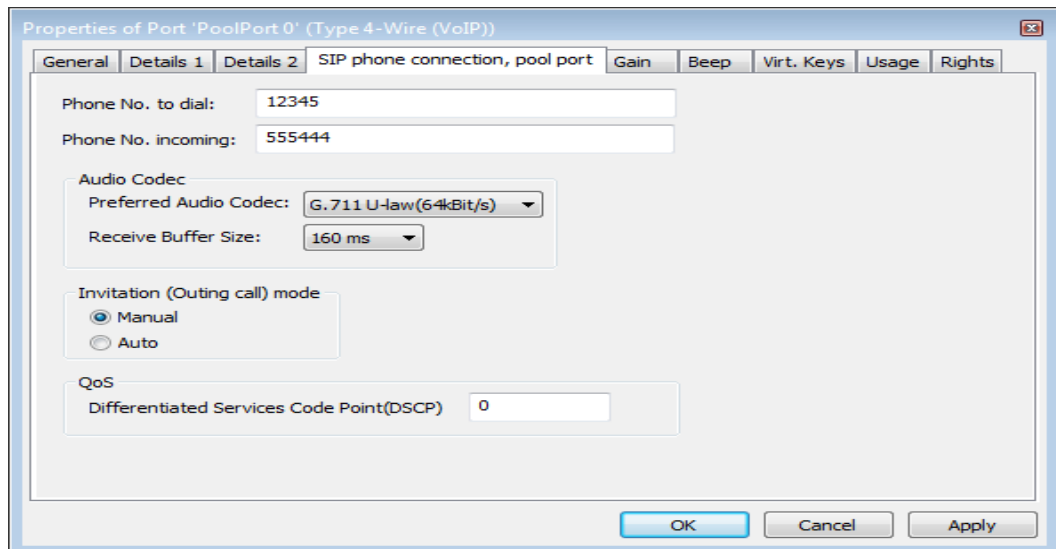 Properties of Port 'PoolPort 0' (Type 4-Wire (VoIP))
General Details 1 Details 2 SIP phone connection, pool port Gain Beep Virt. Keys Usage Rights
Phone No. to dial: 12345
Phone No. incoming: 555444
Audio Codec
Preferred Audio Codec: G.711 U-law(64kBit/s)
Receive Buffer Size: 160 ms
Invitation (Outing call) mode
Manual
Auto
QoS
Differentiated Services Code Point(DSCP) 0
OK Cancel Apply